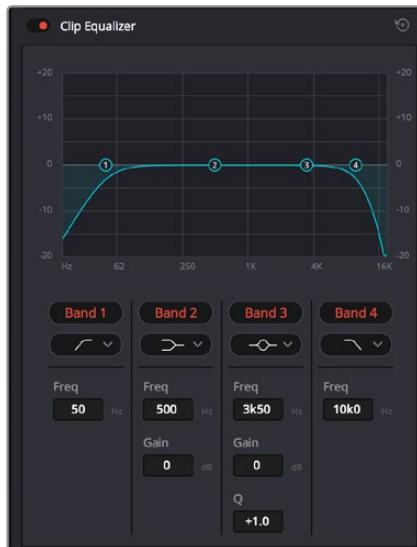 Clip Equalizer
+20 +20
+10 +10
0 1 2 3 4 0
-10 -10
-20 -20
Hz 62 250 1K 4K 16K
Band 1 Band 2 Band 3 Band 4
Freq Freq Freq Freq
50 Hz 500 Hz 3k50 Hz 10k0 Hz
Gain Gain
0 dB 0 dB
Q
+1.0